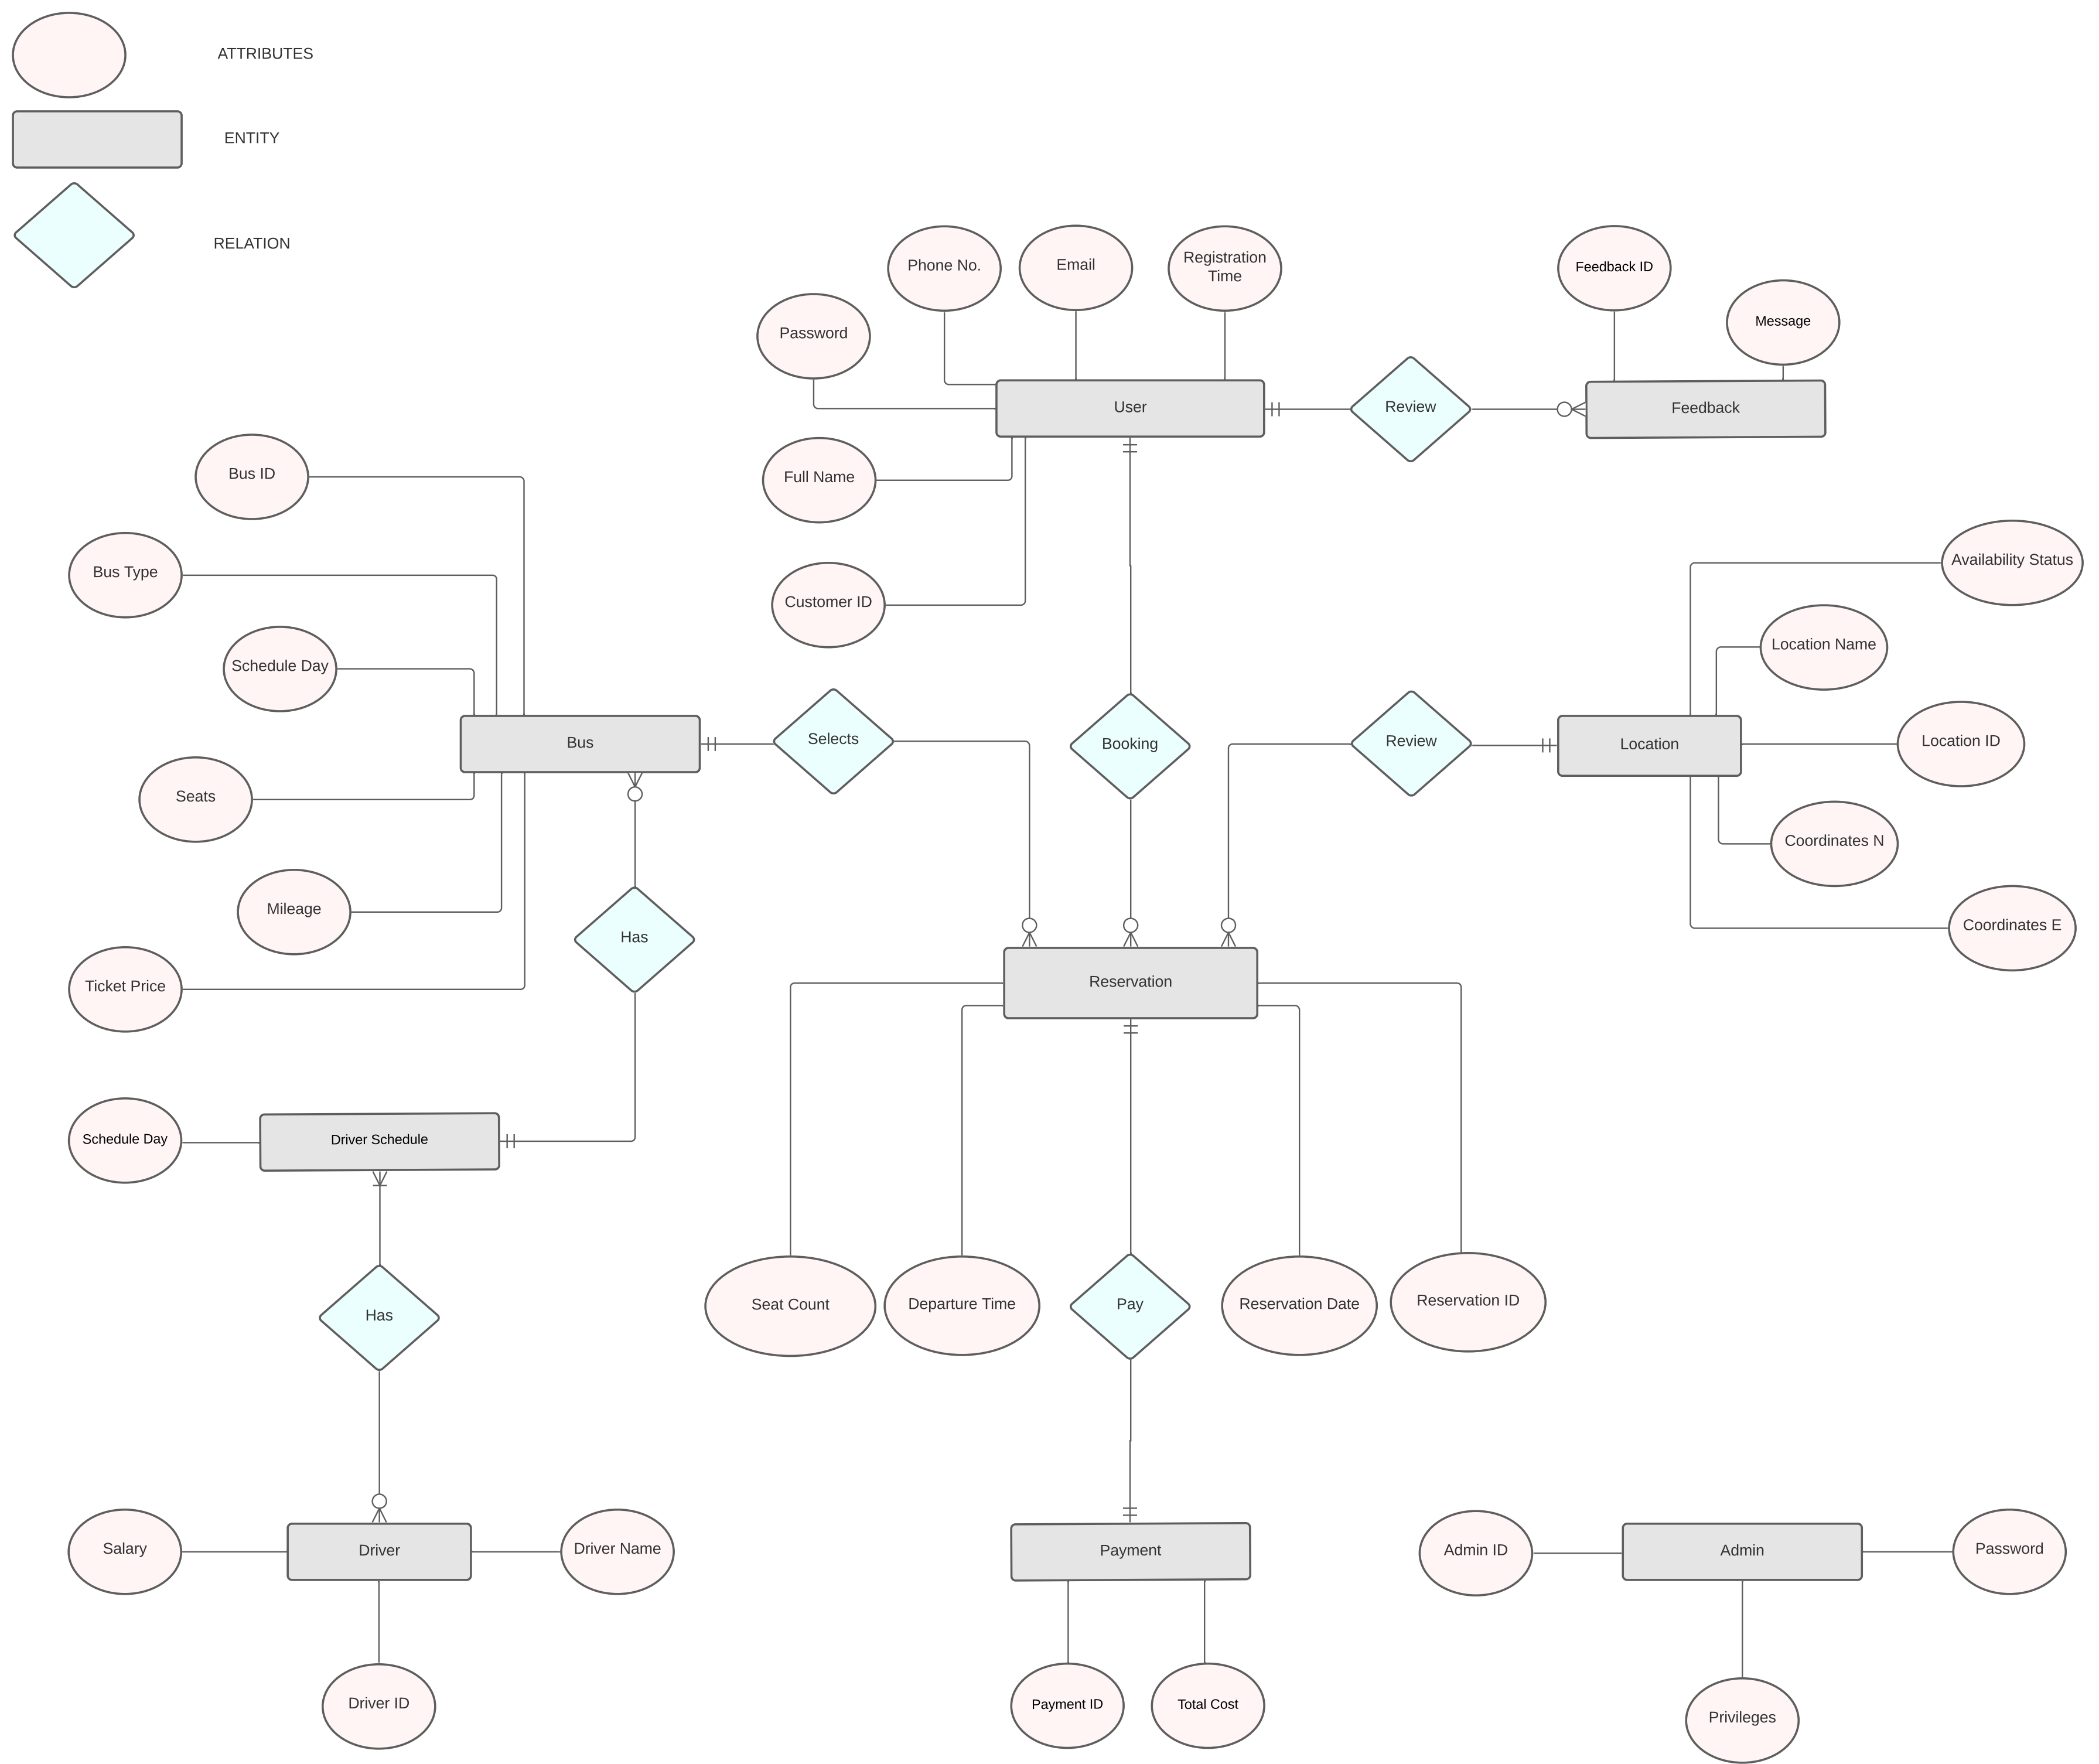 ATTRIBUTES
ENTITY
RELATION
Phone No.
Email
Registration
Time
Feedback ID
Password
Message
User
Review
Feedback
Bus ID
Full Name
Bus Type
Customer ID
Availability Status
Schedule Day
Location Name
Bus
Selects
Booking
Review
Location
Location ID
Seats
Coordinates N
Mileage
Has
Coordinates E
Ticket Price
Reservation
Schedule Day
Driver Schedule
Has
Seat Count
Departure Time
Pay
Reservation Date
Reservation ID
Salary
Driver
Driver Name
Payment
Admin ID
Admin
Password
Driver ID
Payment ID
Total Cost
Privileges